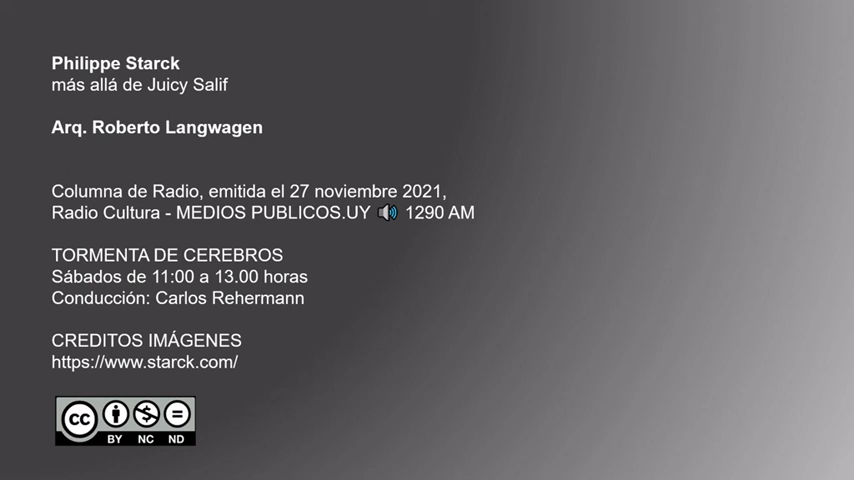 Philippe Starck
más allá de Juicy Salif
Arq. Roberto Langwagen
Columna de Radio, emitida el 27 noviembre 2021,
Radio Cultura - MEDIOS PUBLICOS.UY 🔊 1290 AM
TORMENTA DE CEREBROS
Sábados de 11:00 a 13.00 horas
Conducción: Carlos Rehermann
CREDITOS IMÁGENES
https://www.starck.com/
cc
BY NC ND